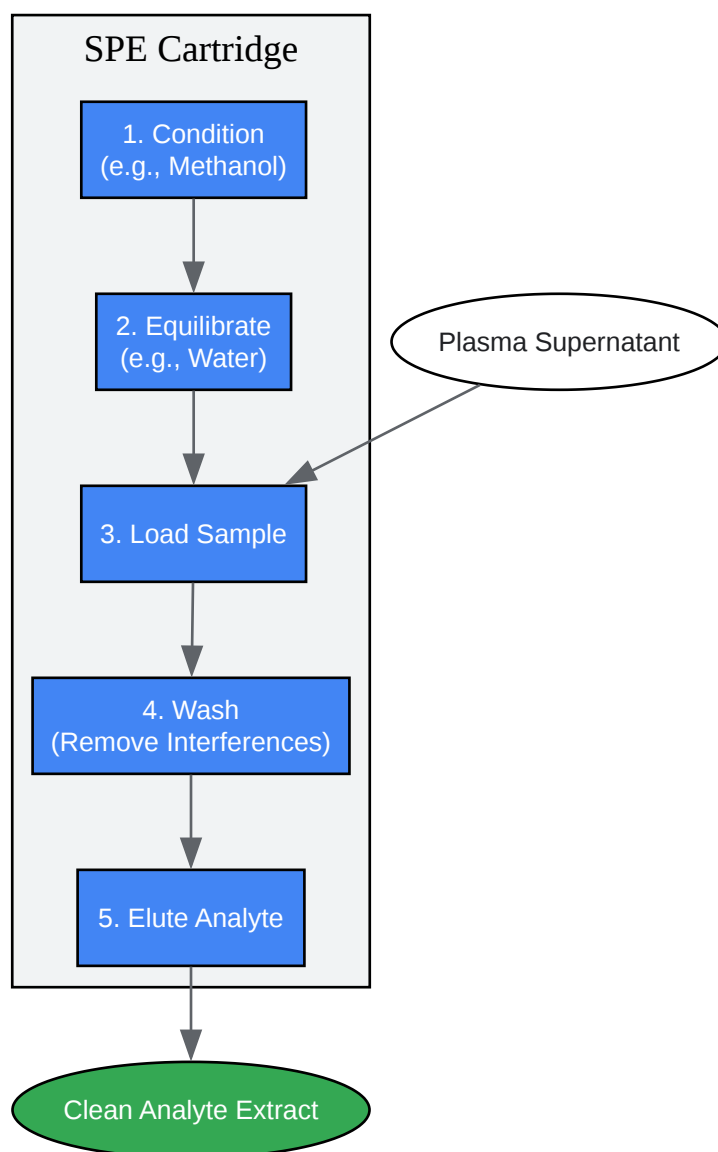 SPE Cartridge
1. Condition
(e.g., Methanol)
2. Equilibrate
(e.g., Water)
Plasma Supernatant
3. Load Sample
4. Wash
(Remove Interferences)
5. Elute Analyte
Clean Analyte Extract